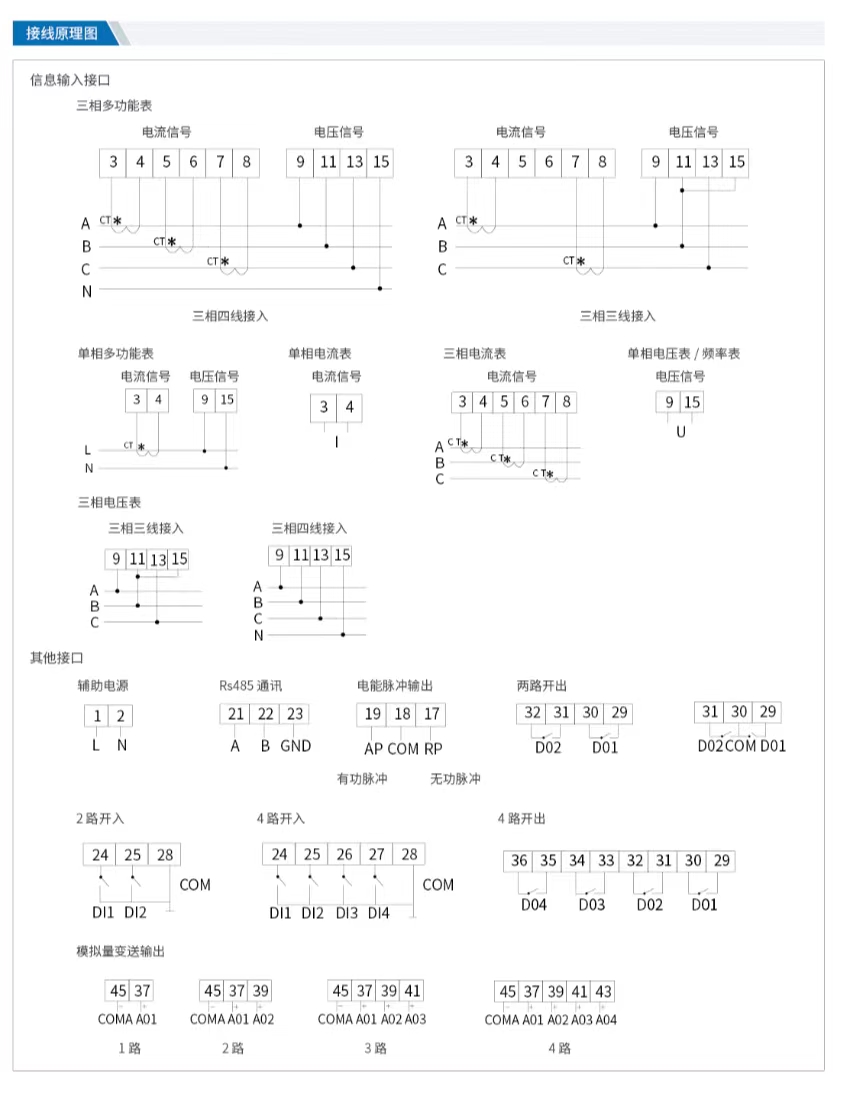 接线原理图
信息输入接口
三相多功能表
电流信号 电压信号 电流信号 电压信号
3 4 5 6 7 8 9 11 13 15 3 4 5 6 7 8 9 11 13 15
A CT* A CT*
B CT* B
C CT* C CT*
N
三相四线接入 三相三线接入
单相多功能表 单相电流表 三相电流表 单相电压表 / 频率表
电流信号 电压信号 电流信号 电流信号 电压信号
3 4 9 15 3 4 3 4 5 6 7 8 9 15
I U
L CT * A CT*
B CT*
N C CT*
三相电压表
三相三线接入 三相四线接入
9 11 13 15 9 11 13 15
A A
B B
C C
N
其他接口
辅助电源 Rs485 通讯 电能脉冲输出 两路开出
1 2 21 22 23 19 18 17 32 31 30 29 31 30 29
L N A B GND AP COM RP D02 D01 D02 COM D01
有功脉冲 无功脉冲
2 路开入 4 路开入 4 路开出
24 25 28 24 25 26 27 28 36 35 34 33 32 31 30 29
COM COM
DI1 DI2 DI1 DI2 DI3 DI4 D04 D03 D02 D01
模拟量变送输出
45 37 45 37 39 45 37 39 41 45 37 39 41 43
- + - + + - + + + - + + + +
COMA A01 COMA A01 A02 COMA A01 A02 A03 COMA A01 A02 A03 A04
1 路 2 路 3 路 4 路